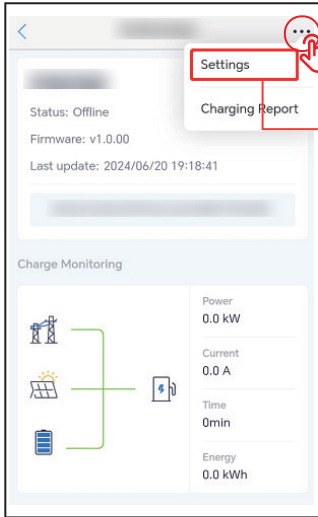 Settings
Charging Report
Status: Offline
Firmware: v1.0.00
Last update: 2024/06/20 19:18:41
Charge Monitoring
Power
0.0 kW
Current
0.0 A
Time
0min
Energy
0.0 kWh